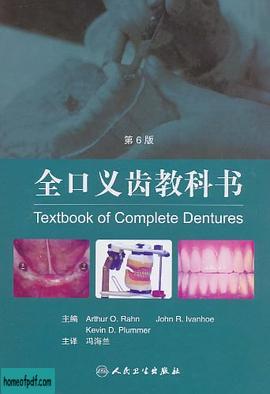 第6版
全口义齿教科书
Textbook of Complete Dentures
主编 Arthur O. Rahn John R. Ivanhoe
Kevin D. Plummer
主译 冯海兰
人民卫生出版社
homeofpdf.com